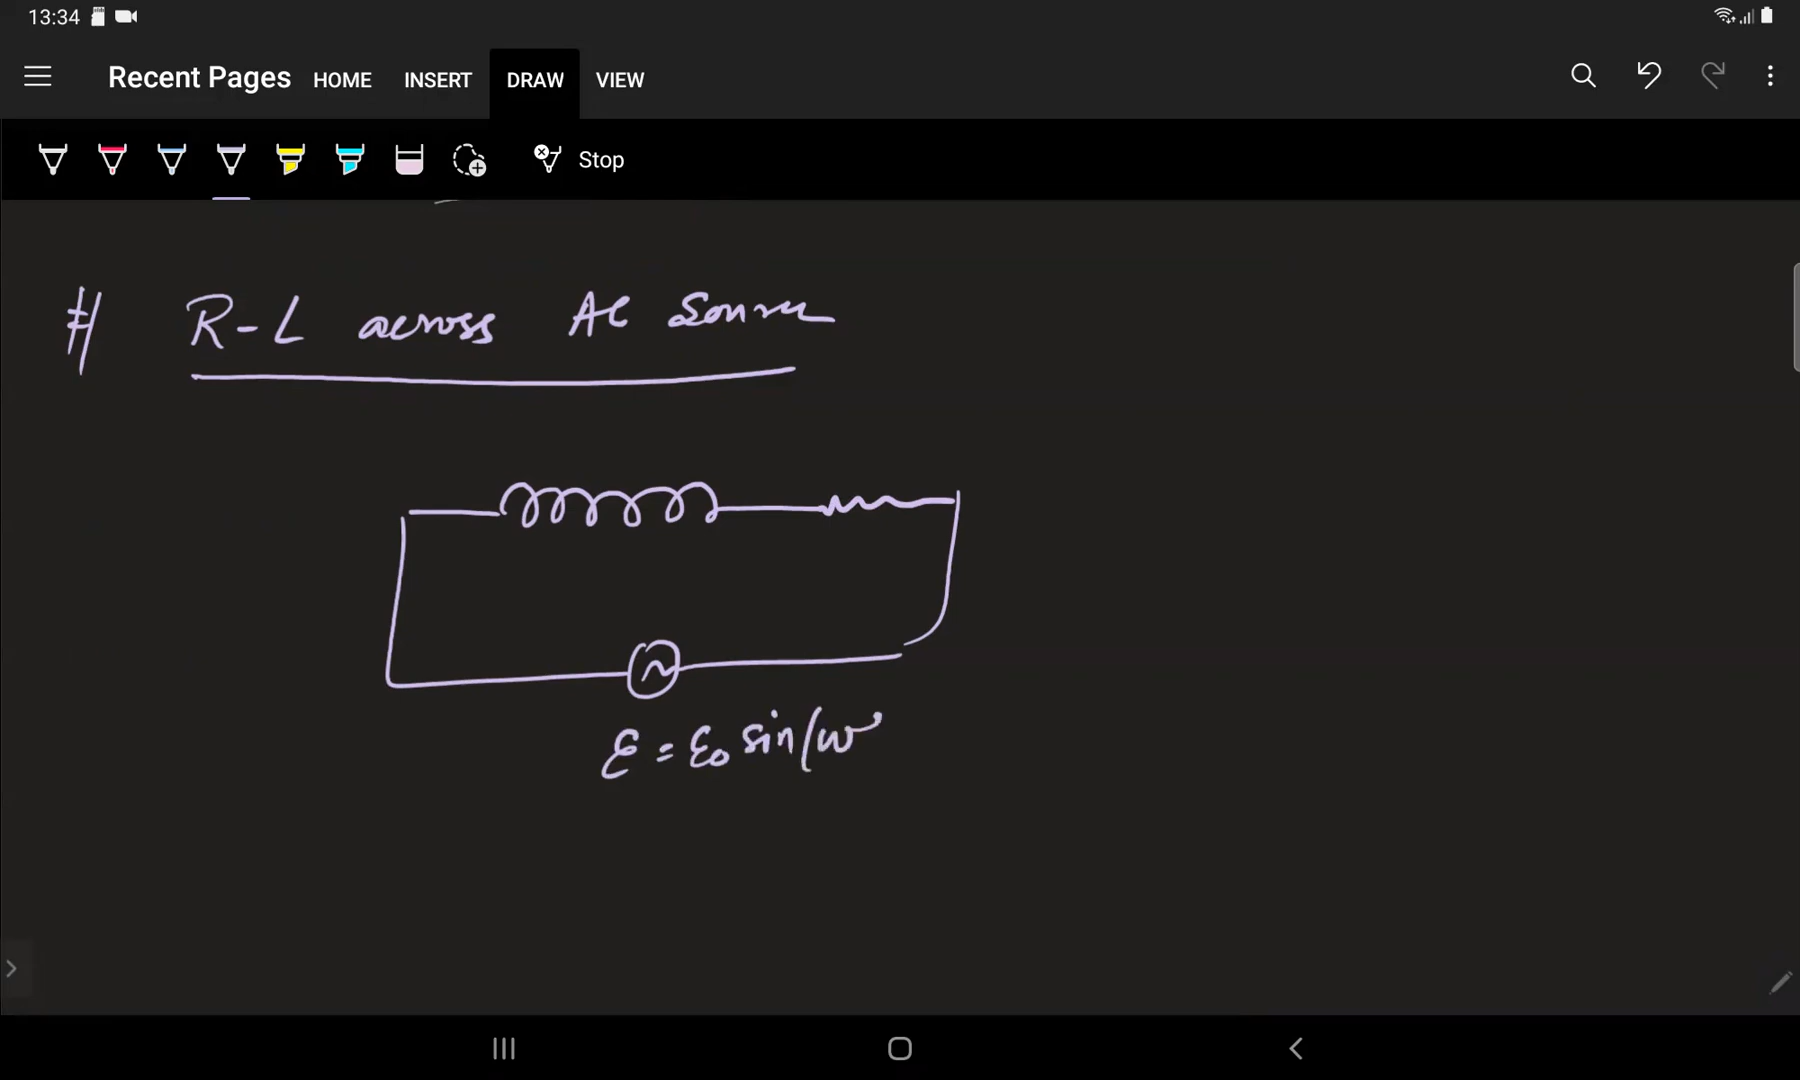 13:34
Recent Pages HOME INSERT DRAW VIEW
Stop
# R-L across AC Source
ε = ε₀ sin(ω